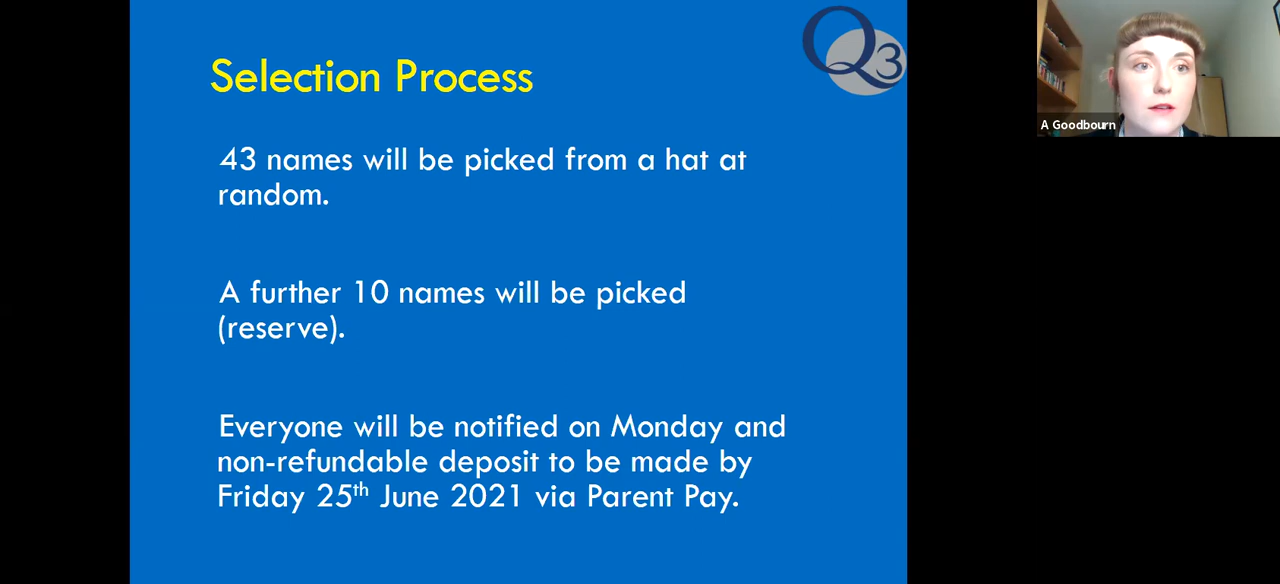 Selection Process
Q3
43 names will be picked from a hat at
random.
A further 10 names will be picked
(reserve).
Everyone will be notified on Monday and
non-refundable deposit to be made by
Friday 25th June 2021 via Parent Pay.
A Goodbourn